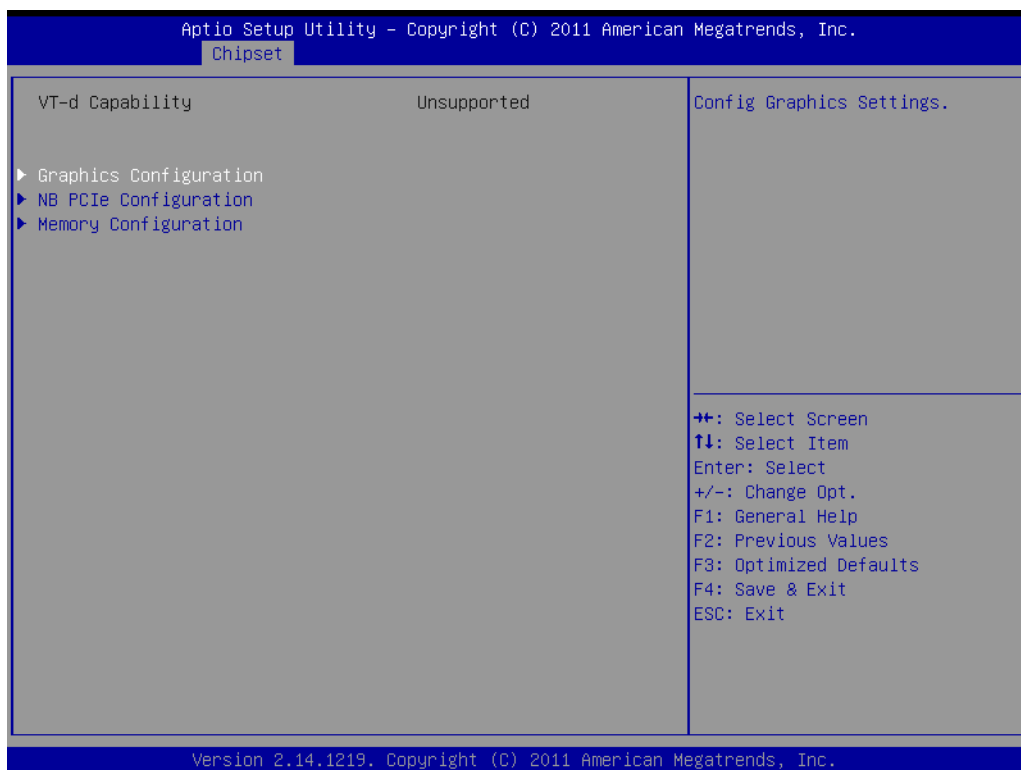 Aptio Setup Utility – Copyright (C) 2011 American Megatrends, Inc.
Chipset
VT-d Capability Unsupported
Graphics Configuration
NB PCIe Configuration
Memory Configuration
Config Graphics Settings.
→←: Select Screen
↑↓: Select Item
Enter: Select
+/-: Change Opt.
F1: General Help
F2: Previous Values
F3: Optimized Defaults
F4: Save & Exit
ESC: Exit
Version 2.14.1219. Copyright (C) 2011 American Megatrends, Inc.